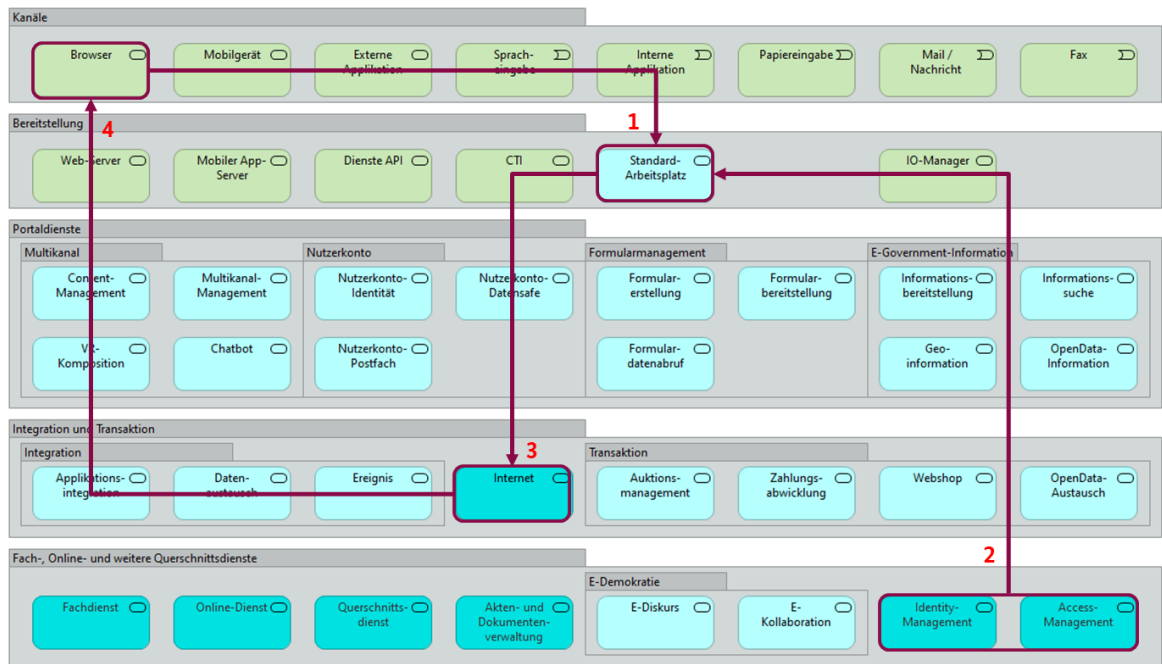 Kanäle
Browser
Mobilgerät
Externe
Applikation
Sprach-
eingabe
Interne
Applikation
Papiereingabe
Mail /
Nachricht
Fax
4
1
Bereitstellung
Web-Server
Mobiler App-
Server
Dienste API
CTI
Standard-
Arbeitsplatz
IO-Manager
Portaldienste
Multikanal
Content-
Management
Multikanal-
Management
VR-
Komposition
Chatbot
Nutzerkonto
Nutzerkonto-
Identität
Nutzerkonto-
Datensafe
Nutzerkonto-
Postfach
Formularmanagement
Formular-
erstellung
Formular-
bereitstellung
Formular-
datenabruf
E-Government-Information
Informations-
bereitstellung
Informations-
suche
Geo-
information
OpenData-
Information
Integration und Transaktion
Integration
Applikations-
integration
Daten-
austausch
Ereignis
3
Internet
Transaktion
Auktions-
management
Zahlungs-
abwicklung
Webshop
OpenData-
Austausch
2
Fach-, Online- und weitere Querschnittsdienste
Fachdienst
Online-Dienst
Querschnitts-
dienst
Akten- und
Dokumenten-
verwaltung
E-Demokratie
E-Diskurs
E-
Kollaboration
Identity-
Management
Access-
Management